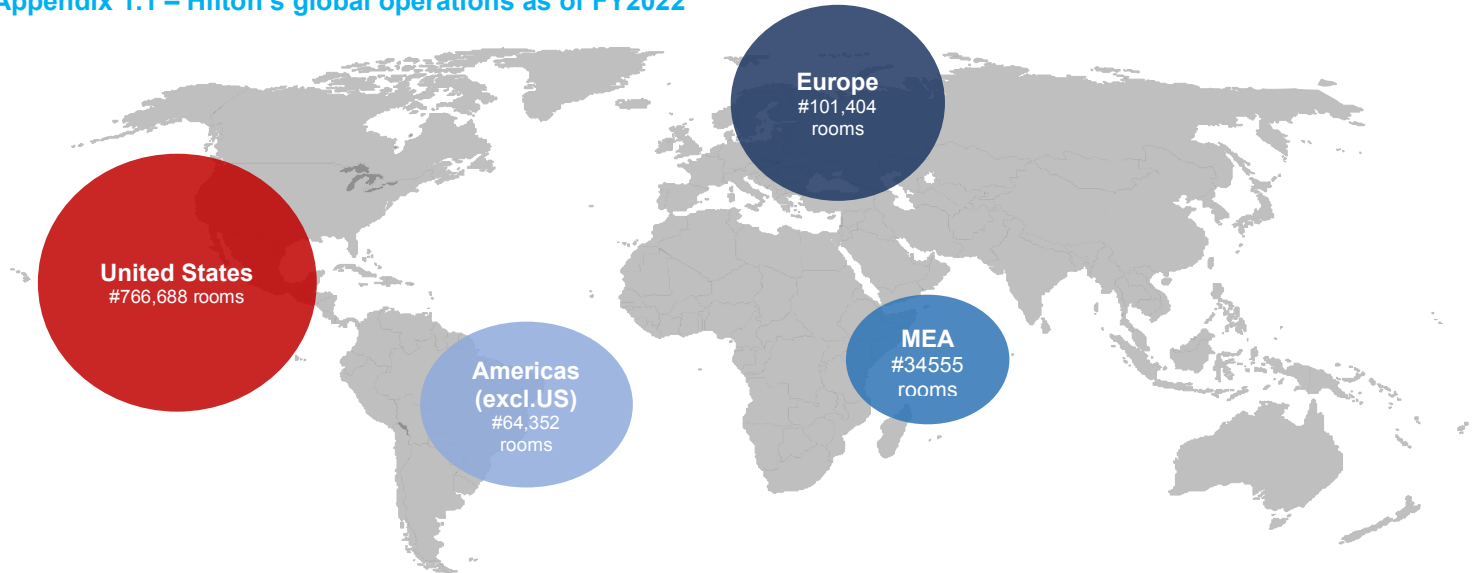 Appendix 1.1 – Hilton's global operations as of FY2022
Europe
#101,404
rooms
United States
#766,688 rooms
MEA
#34555
rooms
Americas
(excl.US)
#64,352
rooms